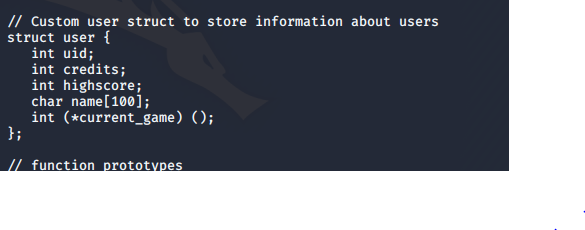 // Custom user struct to store information about users
struct user {
   int uid;
   int credits;
   int highscore;
   char name[100];
   int (*current_game) ();
};
// function prototypes